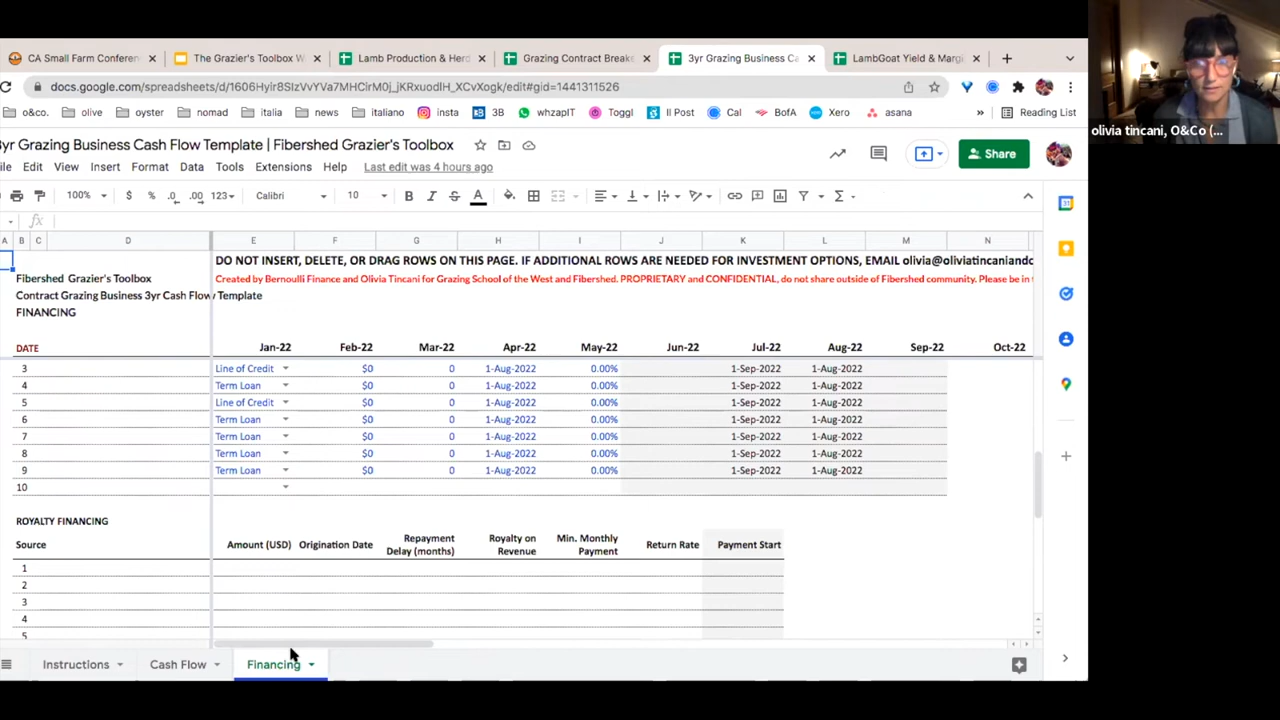 CA Small Farm Conferen
The Grazier's Toolbox W
Lamb Production & Herd
Grazing Contract Breake
3yr Grazing Business Ca
LambGoat Yield & Margi
docs.google.com/spreadsheets/d/1606Hyir8SIzVvYVa7MHCirM0j_jKRxuodIH_XCvXogk/edit#gid=1441311526
o&co. olive oyster nomad italia news italiano insta 3B whzapIT Toggl Il Post Cal BofA Xero asana » Reading List
3yr Grazing Business Cash Flow Template | Fibershed Grazier's Toolbox
File Edit View Insert Format Data Tools Extensions Help Last edit was 4 hours ago
Share
100% $ % .0 .00 123 Calibri 10 B I S A
fx
A B C D E F G H I J K L M N
DO NOT INSERT, DELETE, OR DRAG ROWS ON THIS PAGE. IF ADDITIONAL ROWS ARE NEEDED FOR INVESTMENT OPTIONS, EMAIL olivia@oliviatincaniandc
Fibershed Grazier's Toolbox
Created by Bernoulli Finance and Olivia Tincani for Grazing School of the West and Fibershed. PROPRIETARY and CONFIDENTIAL, do not share outside of Fibershed community. Please be in t
Contract Grazing Business 3yr Cash Flow Template
FINANCING
DATE Jan-22 Feb-22 Mar-22 Apr-22 May-22 Jun-22 Jul-22 Aug-22 Sep-22 Oct-22
3 Line of Credit $0 0 1-Aug-2022 0.00% 1-Sep-2022 1-Aug-2022
4 Term Loan $0 0 1-Aug-2022 0.00% 1-Sep-2022 1-Aug-2022
5 Line of Credit $0 0 1-Aug-2022 0.00% 1-Sep-2022 1-Aug-2022
6 Term Loan $0 0 1-Aug-2022 0.00% 1-Sep-2022 1-Aug-2022
7 Term Loan $0 0 1-Aug-2022 0.00% 1-Sep-2022 1-Aug-2022
8 Term Loan $0 0 1-Aug-2022 0.00% 1-Sep-2022 1-Aug-2022
9 Term Loan $0 0 1-Aug-2022 0.00% 1-Sep-2022 1-Aug-2022
10
ROYALTY FINANCING
Source Amount (USD) Origination Date Repayment Delay (months) Royalty on Revenue Min. Monthly Payment Return Rate Payment Start
1
2
3
4
5
Instructions Cash Flow Financing
olivia tincani, O&Co (...